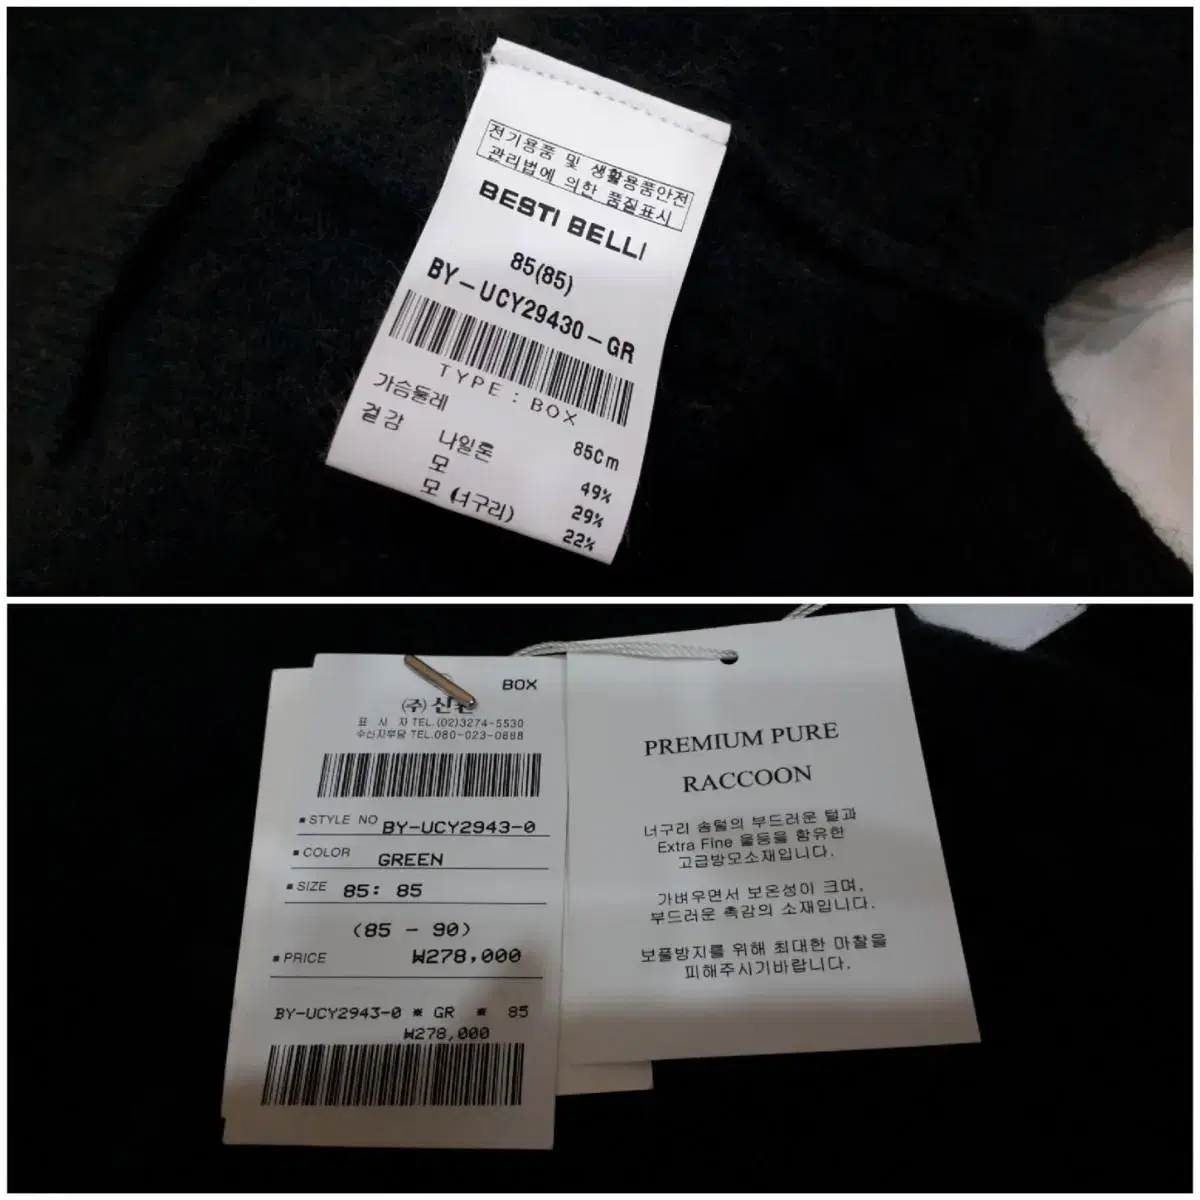 전기용품 및 생활용품안전
관리법에 의한 품질표시
BESTI BELLI
85(85)
BY-UCY29430-GR
TYPE : BOX
가슴둘레 85Cm
겉감 나일론 49%
모 29%
모 (너구리) 22%
BOX
(주) 신원
표 시 자 TEL.(02)3274-5530
수신자부담 TEL.080-023-0888
▪ STYLE NO BY-UCY2943-0
▪ COLOR GREEN
▪ SIZE 85: 85
(85 - 90)
▪ PRICE ₩278,000
BY-UCY2943-0 * GR * 85
₩278,000
PREMIUM PURE
RACCOON
너구리 솜털의 부드러운 털과
Extra Fine 울등을 함유한
고급방모소재입니다.
가벼우면서 보온성이 크며,
부드러운 촉감의 소재입니다.
보풀방지를 위해 최대한 마찰을
피해주시기바랍니다.